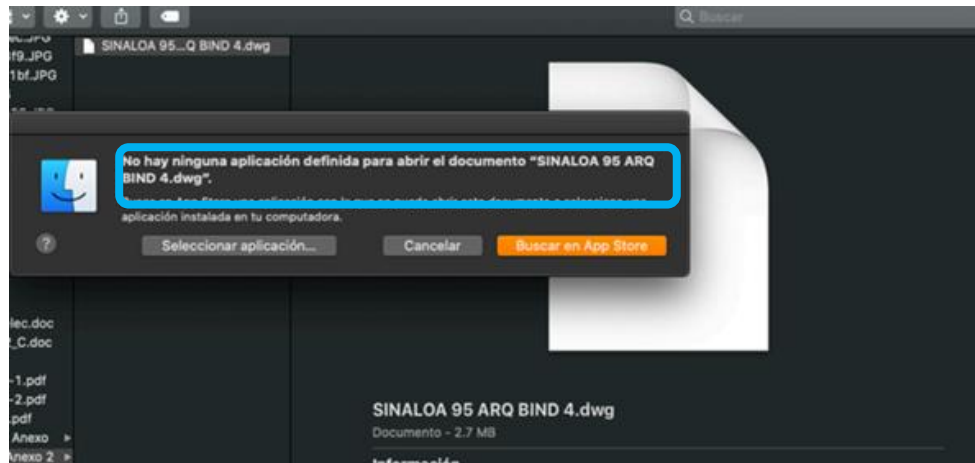 Buscar
f9.JPG
SINALOA 95...Q BIND 4.dwg
1bf.JPG
No hay ninguna aplicación definida para abrir el documento “SINALOA 95 ARQ
BIND 4.dwg”.
aplicación instalada en tu computadora.
?
Seleccionar aplicación...
Cancelar
Buscar en App Store
lec.doc
_C.doc
-1.pdf
-2.pdf
.pdf
Anexo
Anexo 2
SINALOA 95 ARQ BIND 4.dwg
Documento - 2.7 MB